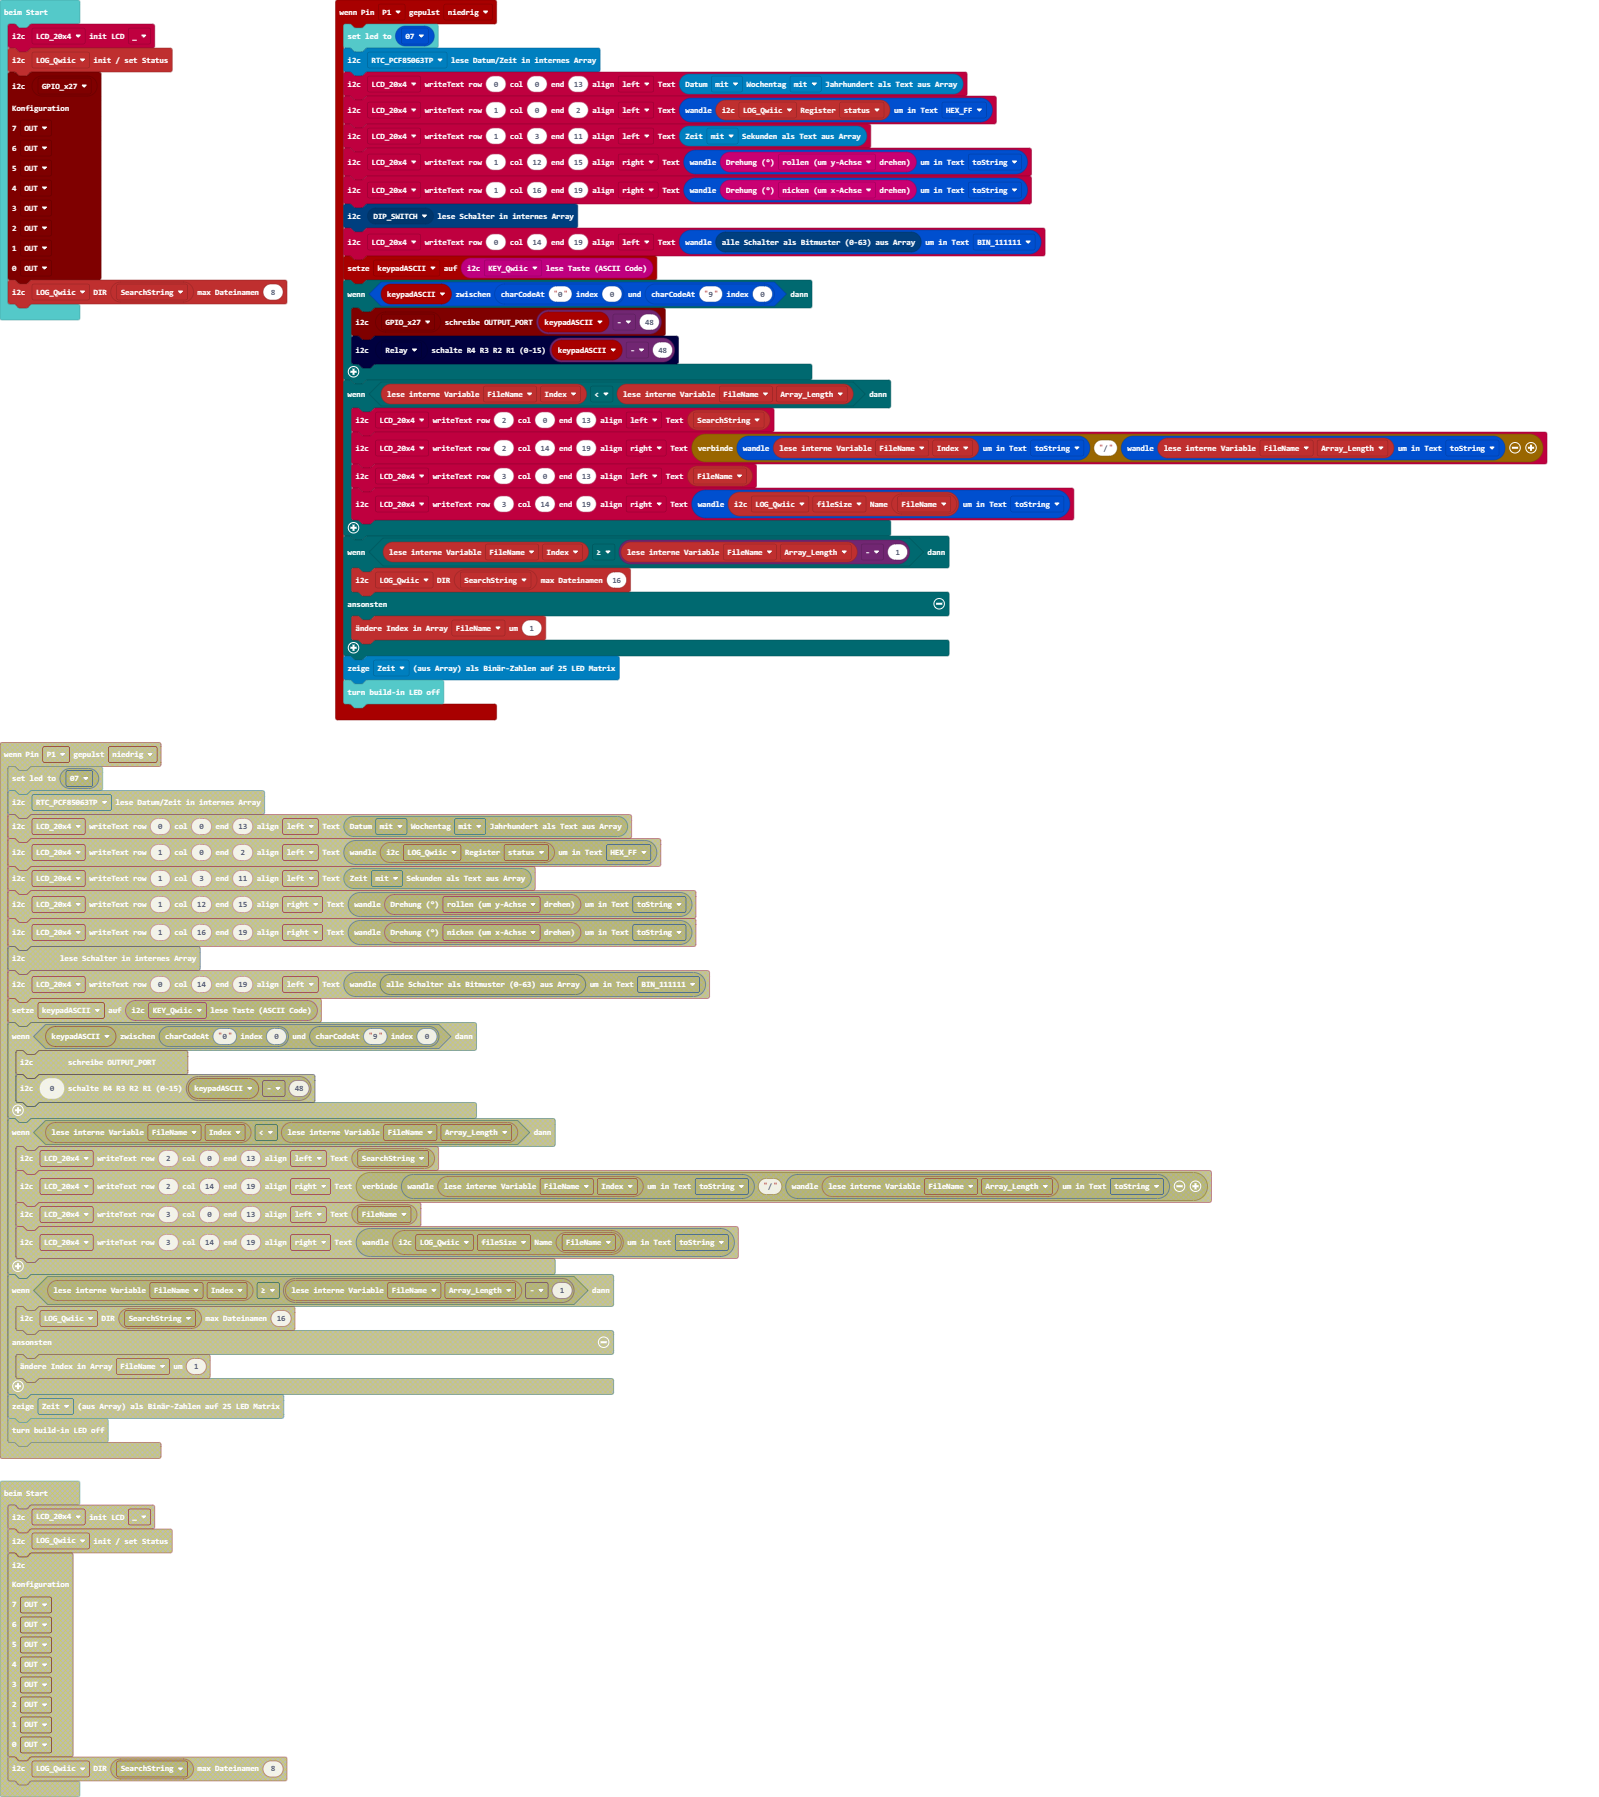 beim Start
i2c LCD_20x4 init LCD _
i2c LOG_Qwiic init / set Status
i2c GPIO_x27
Konfiguration
7 OUT
6 OUT
5 OUT
4 OUT
3 OUT
2 OUT
1 OUT
0 OUT
i2c LOG_Qwiic DIR SearchString max Dateinamen 8
wenn Pin P1 gepulst niedrig
set led to 07
i2c RTC_PCF85063TP lese Datum/Zeit in internes Array
i2c LCD_20x4 writeText row 0 col 0 end 13 align left Text Datum mit Wochentag mit Jahrhundert als Text aus Array
i2c LCD_20x4 writeText row 1 col 0 end 2 align left Text wandle i2c LOG_Qwiic Register status um in Text HEX_FF
i2c LCD_20x4 writeText row 1 col 3 end 11 align left Text Zeit mit Sekunden als Text aus Array
i2c LCD_20x4 writeText row 1 col 12 end 15 align right Text wandle Drehung (°) rollen (um y-Achse drehen) um in Text toString
i2c LCD_20x4 writeText row 1 col 16 end 19 align right Text wandle Drehung (°) nicken (um x-Achse drehen) um in Text toString
i2c DIP_SWITCH lese Schalter in internes Array
i2c LCD_20x4 writeText row 0 col 14 end 19 align left Text wandle alle Schalter als Bitmuster (0-63) aus Array um in Text BIN_111111
setze keypadASCII auf i2c KEY_Qwiic lese Taste (ASCII Code)
wenn keypadASCII zwischen charCodeAt "0" index 0 und charCodeAt "9" index 0 dann
i2c GPIO_x27 schreibe OUTPUT_PORT keypadASCII - 48
i2c Relay schalte R4 R3 R2 R1 (0-15) keypadASCII - 48
wenn lese interne Variable FileName Index < lese interne Variable FileName Array_Length dann
i2c LCD_20x4 writeText row 2 col 0 end 13 align left Text SearchString
i2c LCD_20x4 writeText row 2 col 14 end 19 align right Text verbinde wandle lese interne Variable FileName Index um in Text toString "/" wandle lese interne Variable FileName Array_Length um in Text toString
i2c LCD_20x4 writeText row 3 col 0 end 13 align left Text FileName
i2c LCD_20x4 writeText row 3 col 14 end 19 align right Text wandle i2c LOG_Qwiic fileSize Name FileName um in Text toString
wenn lese interne Variable FileName Index ≥ lese interne Variable FileName Array_Length - 1 dann
i2c LOG_Qwiic DIR SearchString max Dateinamen 16
ansonsten
ändere Index in Array FileName um 1
zeige Zeit (aus Array) als Binär-Zahlen auf 25 LED Matrix
turn build-in LED off
wenn Pin P1 gepulst niedrig
set led to 07
i2c RTC_PCF85063TP lese Datum/Zeit in internes Array
i2c LCD_20x4 writeText row 0 col 0 end 13 align left Text Datum mit Wochentag mit Jahrhundert als Text aus Array
i2c LCD_20x4 writeText row 1 col 0 end 2 align left Text wandle i2c LOG_Qwiic Register status um in Text HEX_FF
i2c LCD_20x4 writeText row 1 col 3 end 11 align left Text Zeit mit Sekunden als Text aus Array
i2c LCD_20x4 writeText row 1 col 12 end 15 align right Text wandle Drehung (°) rollen (um y-Achse drehen) um in Text toString
i2c LCD_20x4 writeText row 1 col 16 end 19 align right Text wandle Drehung (°) nicken (um x-Achse drehen) um in Text toString
i2c lese Schalter in internes Array
i2c LCD_20x4 writeText row 0 col 14 end 19 align left Text wandle alle Schalter als Bitmuster (0-63) aus Array um in Text BIN_111111
setze keypadASCII auf i2c KEY_Qwiic lese Taste (ASCII Code)
wenn keypadASCII zwischen charCodeAt "0" index 0 und charCodeAt "9" index 0 dann
i2c schreibe OUTPUT_PORT
i2c 0 schalte R4 R3 R2 R1 (0-15) keypadASCII - 48
wenn lese interne Variable FileName Index < lese interne Variable FileName Array_Length dann
i2c LCD_20x4 writeText row 2 col 0 end 13 align left Text SearchString
i2c LCD_20x4 writeText row 2 col 14 end 19 align right Text verbinde wandle lese interne Variable FileName Index um in Text toString "/" wandle lese interne Variable FileName Array_Length um in Text toString
i2c LCD_20x4 writeText row 3 col 0 end 13 align left Text FileName
i2c LCD_20x4 writeText row 3 col 14 end 19 align right Text wandle i2c LOG_Qwiic fileSize Name FileName um in Text toString
wenn lese interne Variable FileName Index ≥ lese interne Variable FileName Array_Length - 1 dann
i2c LOG_Qwiic DIR SearchString max Dateinamen 16
ansonsten
ändere Index in Array FileName um 1
zeige Zeit (aus Array) als Binär-Zahlen auf 25 LED Matrix
turn build-in LED off
beim Start
i2c LCD_20x4 init LCD _
i2c LOG_Qwiic init / set Status
i2c
Konfiguration
7 OUT
6 OUT
5 OUT
4 OUT
3 OUT
2 OUT
1 OUT
0 OUT
i2c LOG_Qwiic DIR SearchString max Dateinamen 8